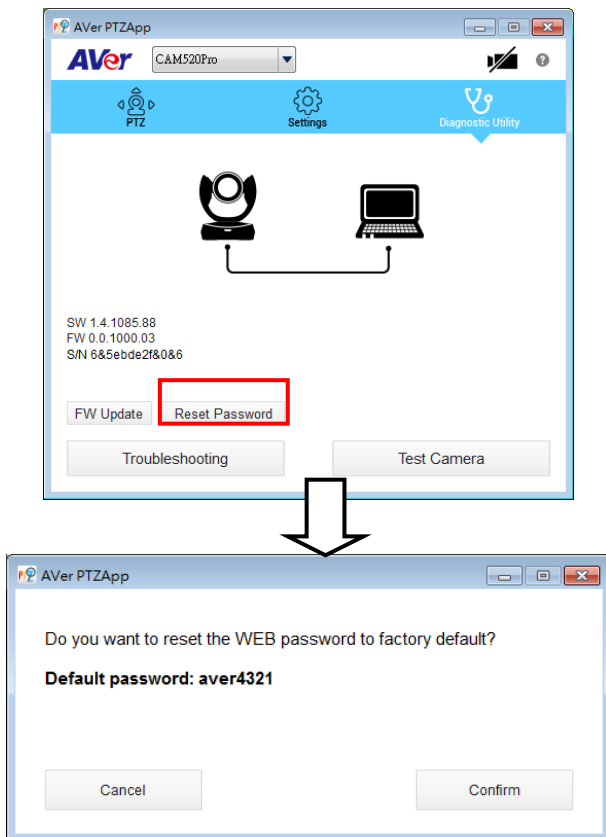 AVer PTZApp
AVer CAM520Pro
PTZ Settings Diagnostic Utility
SW 1.4.1085.88
FW 0.0.1000.03
S/N 6&5ebde2f&0&6
FW Update Reset Password
Troubleshooting Test Camera
AVer PTZApp
Do you want to reset the WEB password to factory default?
Default password: aver4321
Cancel Confirm